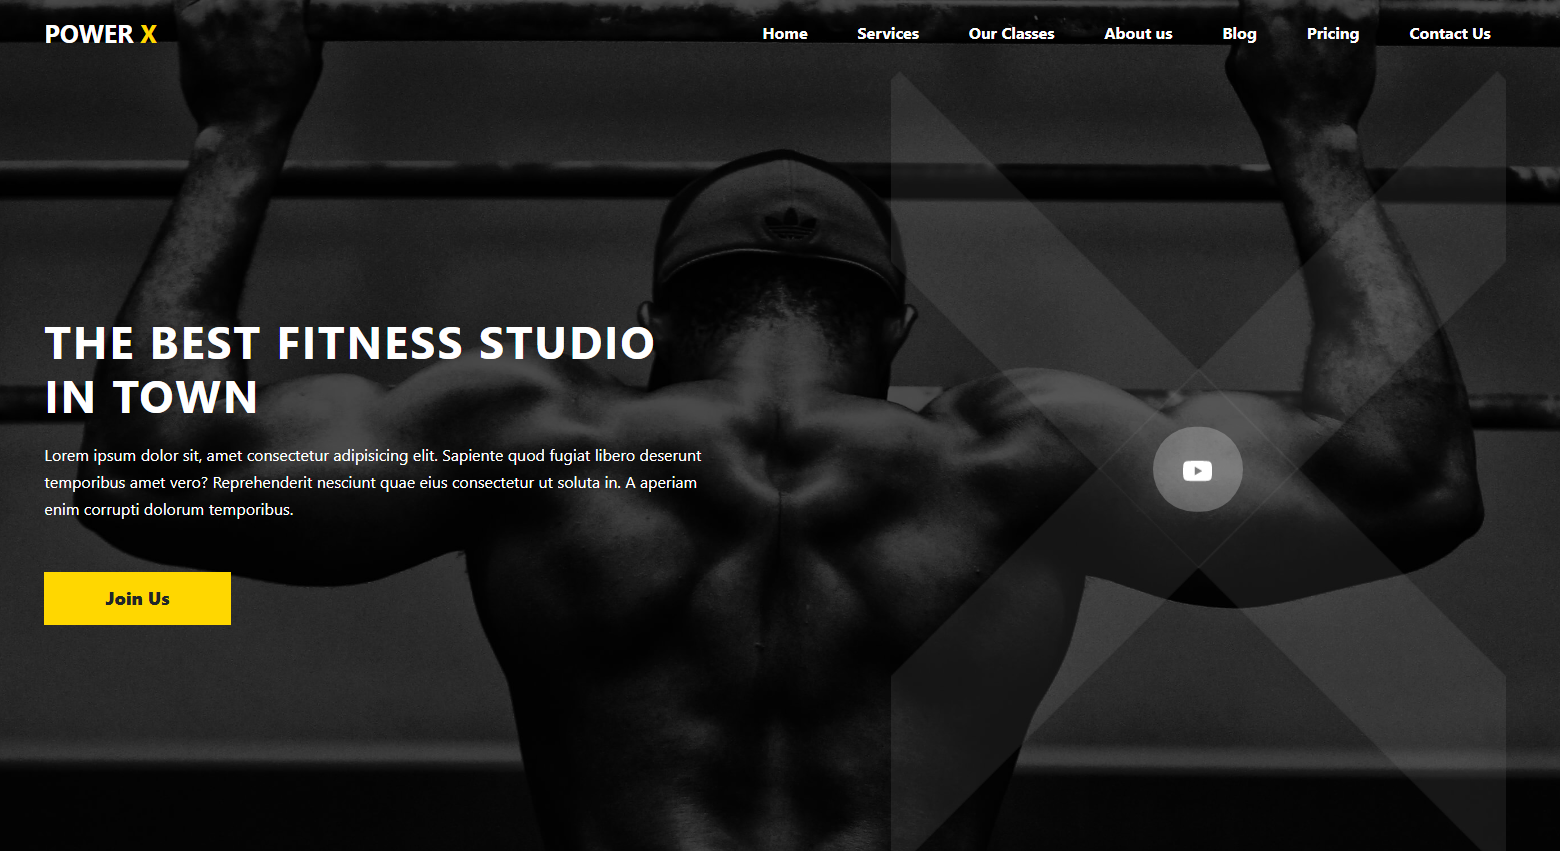 POWER X
Home Services Our Classes About us Blog Pricing Contact Us
THE BEST FITNESS STUDIO
IN TOWN
Lorem ipsum dolor sit, amet consectetur adipisicing elit. Sapiente quod fugiat libero deserunt
temporibus amet vero? Reprehenderit nesciunt quae eius consectetur ut soluta in. A aperiam
enim corrupti dolorum temporibus.
Join Us